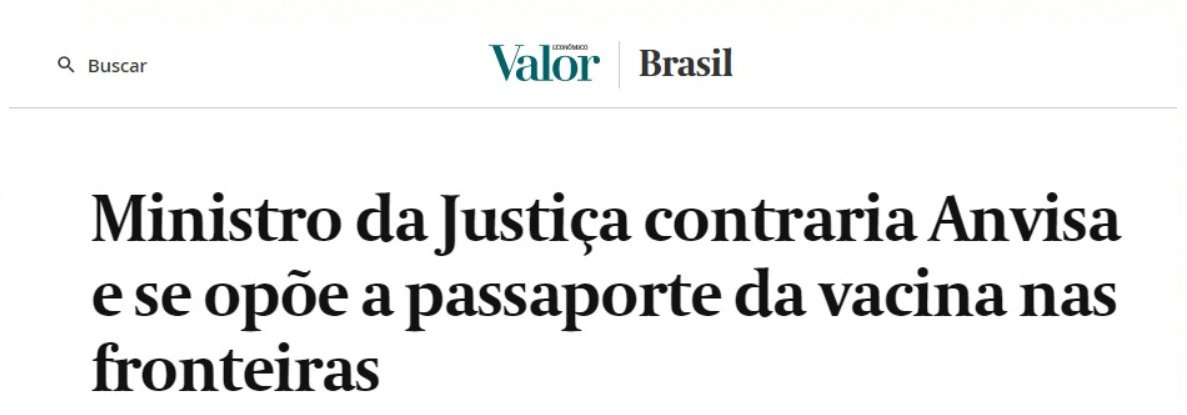 Buscar
ECONÔMICO
Valor Brasil
Ministro da Justiça contraria Anvisa
e se opõe a passaporte da vacina nas
fronteiras